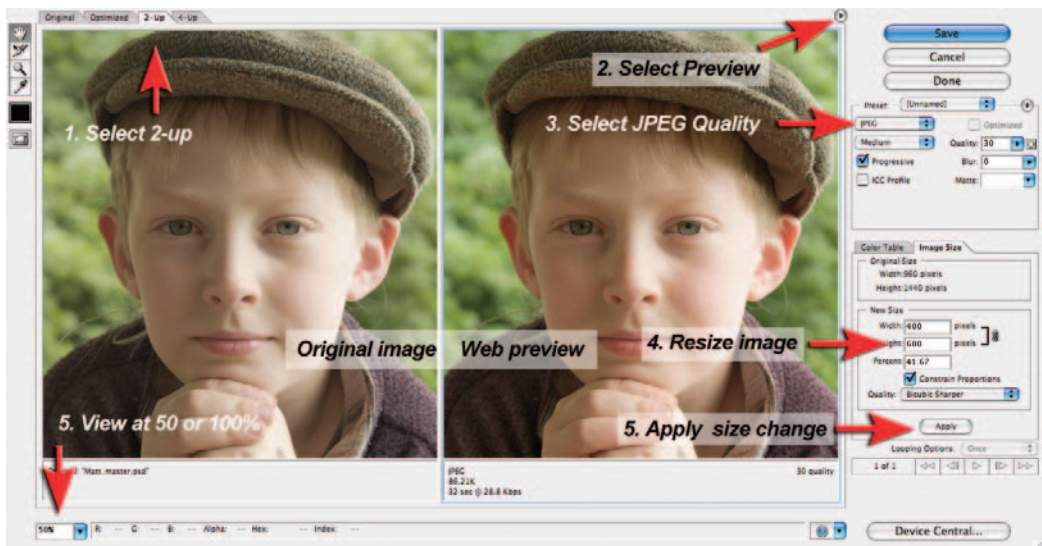 Original Optimized 2-Up 4-Up
Save
Cancel
Done
2. Select Preview
1. Select 2-up
3. Select JPEG Quality
Preset: [Unnamed]
JPEG Optimized
Medium Quality: 30
Progressive Blur: 0
ICC Profile Matte:
Color Table Image Size
Original Size
Width: 960 pixels
Height: 1440 pixels
New Size
Width: 400 pixels
ight: 600 pixels
Percent: 41.67
Constrain Proportions
Quality: Bicubic Sharper
Original image Web preview
4. Resize image
5. View at 50 or 100%
5. Apply size change
Apply
Looping Options: Once
1 of 1
"Matt.master.psd"
JPEG 30 quality
86.21K
32 sec @ 28.8 Kbps
50% R: -- G: -- B: -- Alpha: -- Hex: -- Index: --
Device Central...